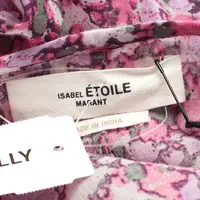 ISABEL ÉTOILE
MARANT
MADE IN INDIA
LLY